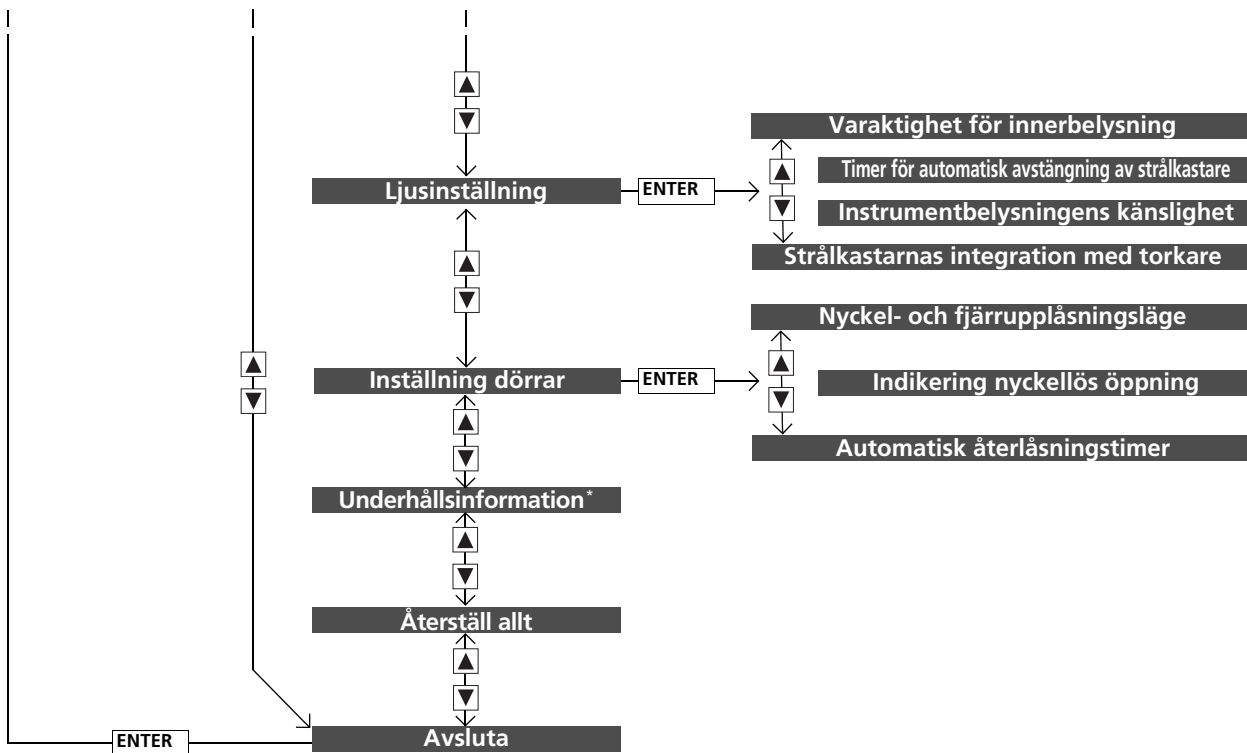 Varaktighet för innerbelysning
Timer för automatisk avstängning av strålkastare
Ljusinställning
ENTER
Instrumentbelysningens känslighet
Strålkastarnas integration med torkare
Nyckel- och fjärrupplåsningsläge
Inställning dörrar
ENTER
Indikering nyckellös öppning
Automatisk återlåsningstimer
Underhållsinformation*
Återställ allt
ENTER
Avsluta